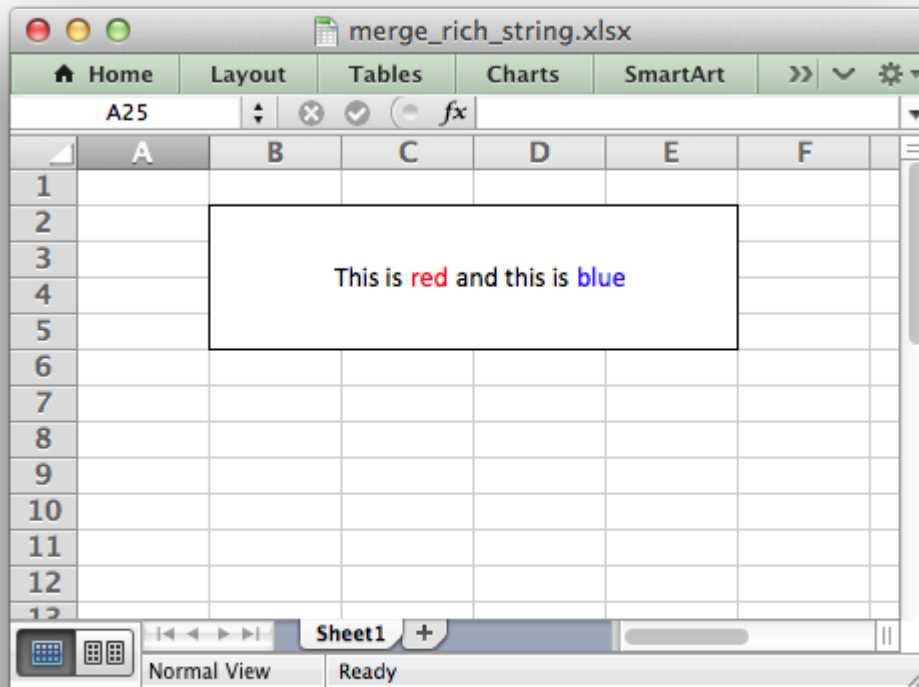 merge_rich_string.xlsx
Home Layout Tables Charts SmartArt
A25 fx
A B C D E F
1
2
3
This is red and this is blue
4
5
6
7
8
9
10
11
12
13
Sheet1 +
Normal View Ready